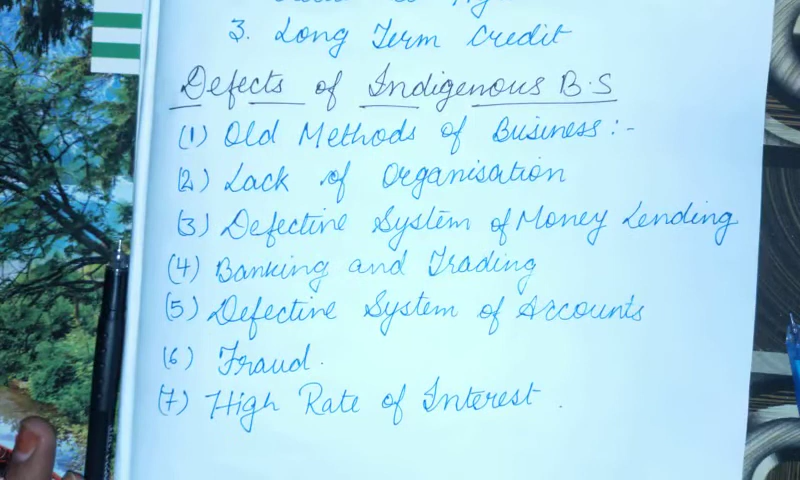 3. Long Term Credit
Defects of Indigenous B.S
(1) Old Methods of Business:-
(2) Lack of Organisation
(3) Defective System of Money Lending
(4) Banking and Trading
(5) Defective System of Accounts
(6) Fraud.
(7) High Rate of Interest.